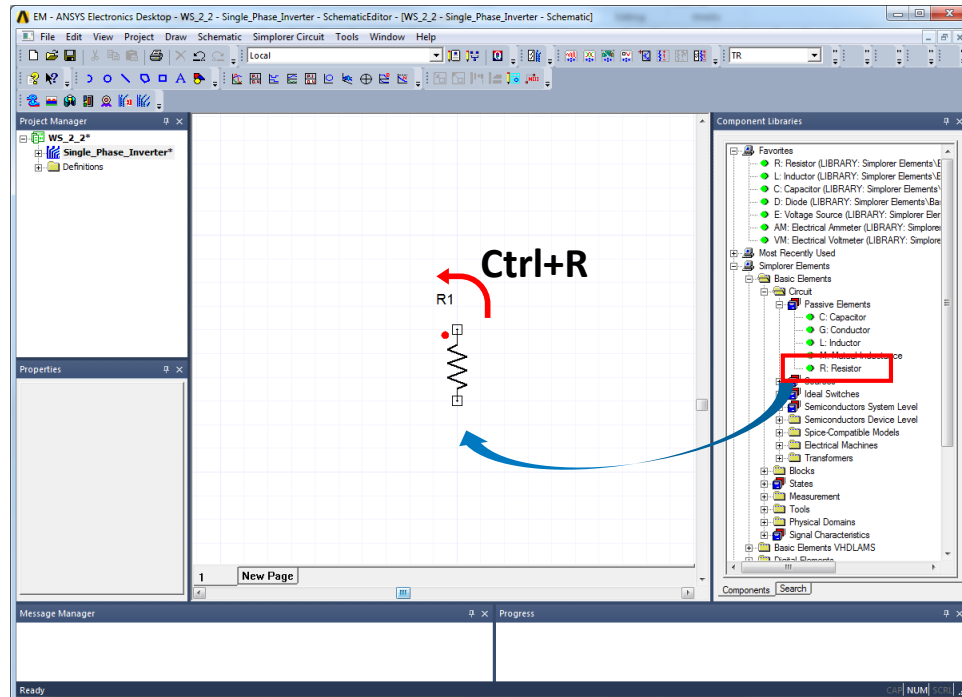 EM - ANSYS Electronics Desktop - WS_2_2 - Single_Phase_Inverter - SchematicEditor - [WS_2_2 - Single_Phase_Inverter - Schematic]
File Edit View Project Draw Schematic Simplorer Circuit Tools Window Help
Local
TR
Project Manager
WS_2_2*
Single_Phase_Inverter*
Definitions
Properties
Ctrl+R
R1
1 New Page
Component Libraries
Favorites
R: Resistor (LIBRARY: Simplorer Elements\
L: Inductor (LIBRARY: Simplorer Elements\
C: Capacitor (LIBRARY: Simplorer Elements\
D: Diode (LIBRARY: Simplorer Elements\Ba
E: Voltage Source (LIBRARY: Simplorer Eler
AM: Electrical Ammeter (LIBRARY: Simplore
VM: Electrical Voltmeter (LIBRARY: Simplore
Most Recently Used
Simplorer Elements
Basic Elements
Circuit
Passive Elements
C: Capacitor
G: Conductor
L: Inductor
M: Mutual Inductance
R: Resistor
Sources
Ideal Switches
Semiconductors System Level
Semiconductors Device Level
Spice-Compatible Models
Electrical Machines
Transformers
Blocks
States
Measurement
Tools
Physical Domains
Signal Characteristics
Basic Elements VHDLAMS
Digital Elements
Components Search
Message Manager
Progress
Ready
CAP NUM SCRL